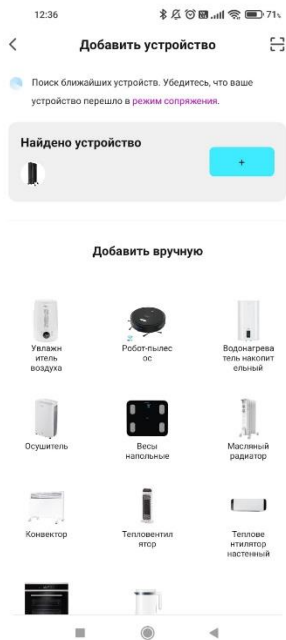 12:36
71%
Добавить устройство
Поиск ближайших устройств. Убедитесь, что ваше
устройство перешло в режим сопряжения.
Найдено устройство
+
Добавить вручную
Увлажн
итель
воздуха
Робот-пылес
ос
Водонагрева
тель накопит
ельный
Осушитель
Весы
напольные
Масляный
радиатор
Конвектор
Тепловентил
ятор
Теплове
нтилятор
настенный